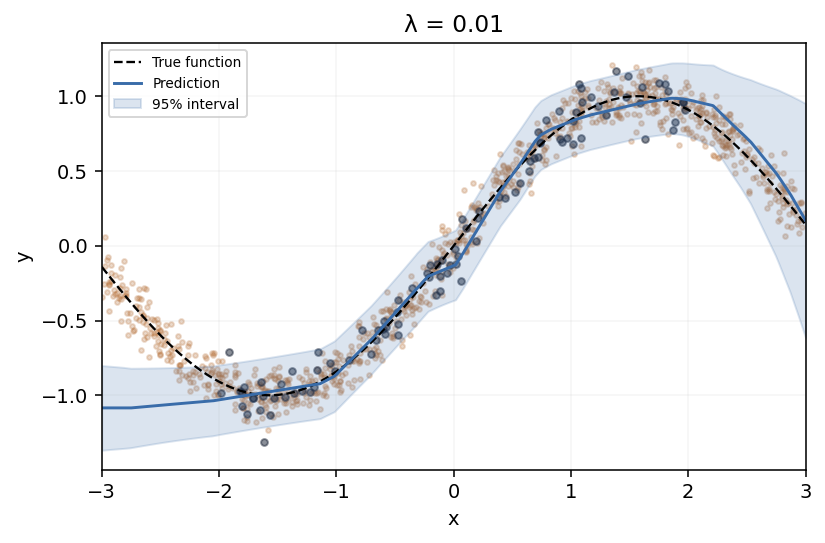 λ = 0.01
True function
Prediction
95% interval
y
1.0
0.5
0.0
−0.5
−1.0
−3 −2 −1 0 1 2 3
x